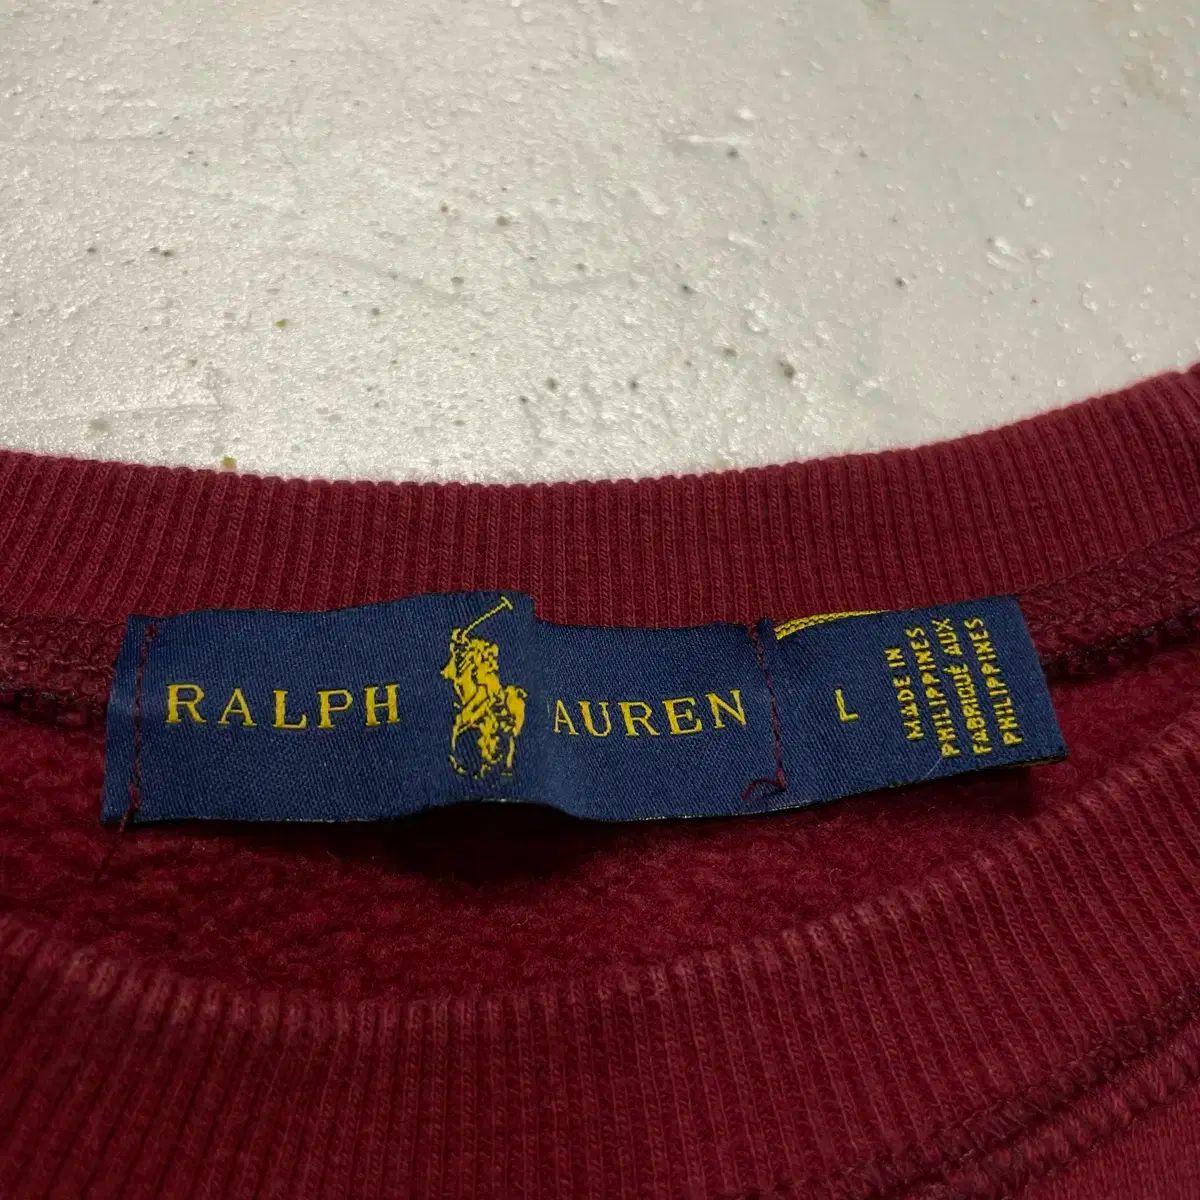 RALPH AUREN
L
MADE IN
PHILIPPINES
FABRIQUÉ AUX
PHILIPPINES